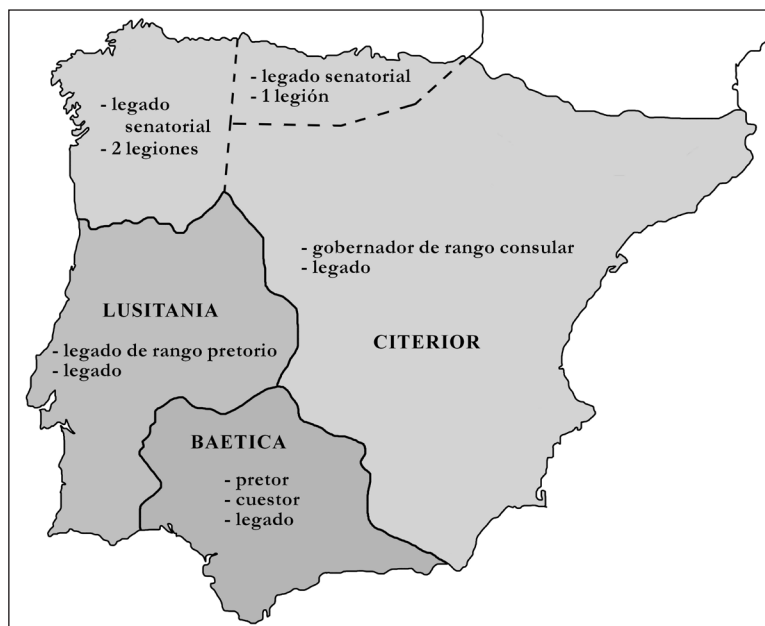 - legado senatorial
- 1 legión
- legado
senatorial
- 2 legiones
- gobernador de rango consular
- legado
CITERIOR
LUSITANIA
- legado de rango pretorio
- legado
BAETICA
- pretor
- cuestor
- legado